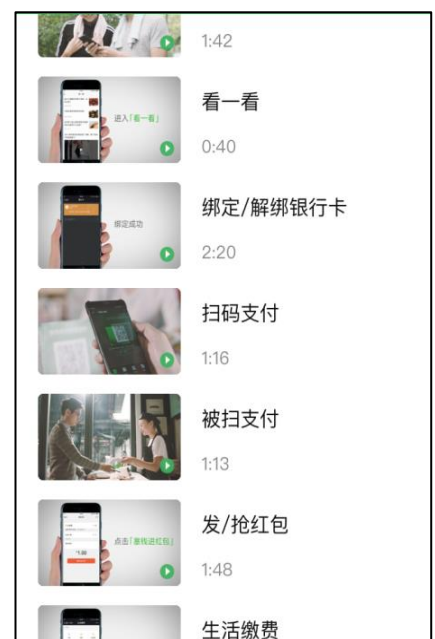 1:42
看一看
进入「看一看」
0:40
绑定/解绑银行卡
绑定成功
2:20
扫码支付
1:16
被扫支付
1:13
发/抢红包
点击「塞钱进红包」
1:48
生活缴费